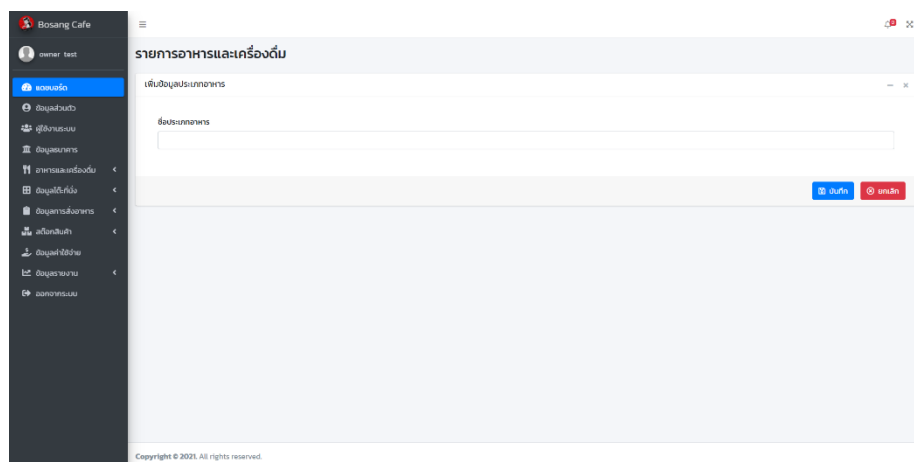 Bosang Cafe
owner test
รายการอาหารและเครื่องดื่ม
แดชบอร์ด
เพิ่มข้อมูลประเภทอาหาร
ข้อมูลส่วนตัว
ผู้ใช้งานระบบ
ชื่อประเภทอาหาร
ข้อมูลธนาคาร
อาหารและเครื่องดื่ม
ข้อมูลโต๊ะที่นั่ง
บันทึก
ยกเลิก
ข้อมูลการสั่งอาหาร
สต็อกสินค้า
ข้อมูลค่าใช้จ่าย
ข้อมูลรายงาน
ออกจากระบบ
Copyright © 2021. All rights reserved.